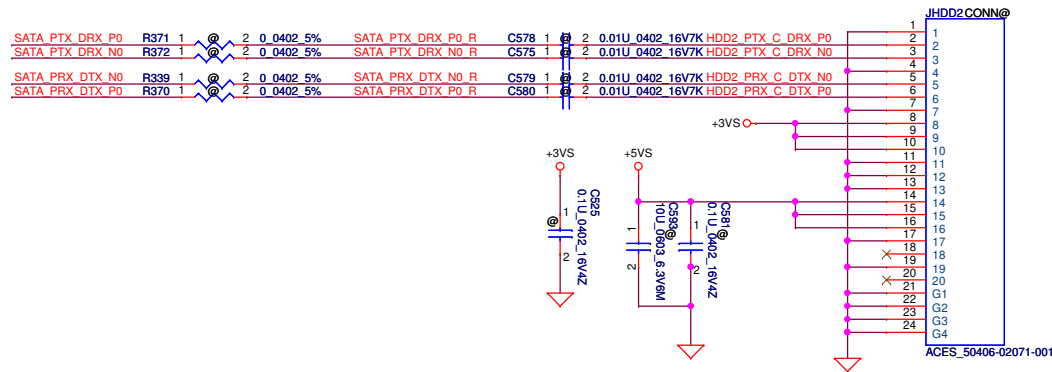 JHDD2 CONN@
SATA_PTX_DRX_P0 R371 1 @ 2 0_0402_5% SATA_PTX_DRX_P0_R C578 1 @ 2 0.01U_0402_16V7K HDD2_PTX_C_DRX_P0
SATA_PTX_DRX_N0 R372 1 2 0_0402_5% SATA_PTX_DRX_N0_R C575 1 @ 2 0.01U_0402_16V7K HDD2_PTX_C_DRX_N0
SATA_PRX_DTX_N0 R339 1 2 0_0402_5% SATA_PRX_DTX_N0_R C579 1 @ 2 0.01U_0402_16V7K HDD2_PRX_C_DTX_N0
SATA_PRX_DTX_P0 R370 1 @ 2 0_0402_5% SATA_PRX_DTX_P0_R C580 1 @ 2 0.01U_0402_16V7K HDD2_PRX_C_DTX_P0
1 1
2 2
3 3
4 4
5 5
6 6
7 7
+3VS 8 8
9 9
10 10
11 11
12 12
13 13
14 14
15 15
16 16
17 17
18 18
19 19
20 20
21 G1
22 G2
23 G3
24 G4
ACES_50406-02071-001
+3VS
1
@
2
C525
0.1U_0402_16V4Z
+5VS
1
2
C593
@
10U_0603_6.3V6M
1
2
C581
@
0.1U_0402_16V4Z